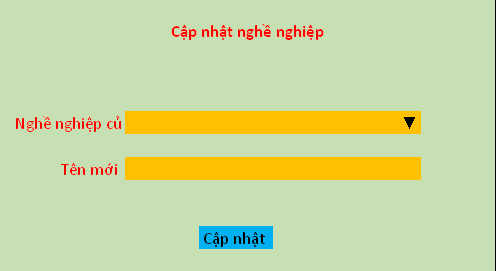 Cập nhật nghề nghiệp
Nghề nghiệp củ
Tên mới
Cập nhật